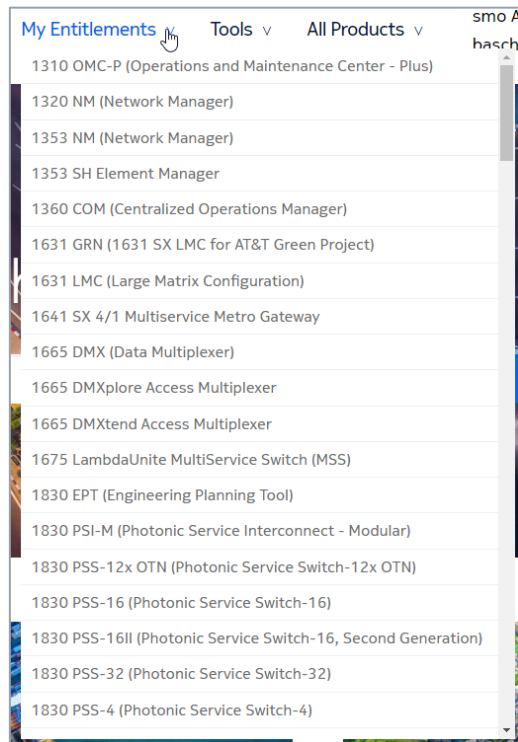 My Entitlements Tools All Products
smo A
basch
1310 OMC-P (Operations and Maintenance Center - Plus)
1320 NM (Network Manager)
1353 NM (Network Manager)
1353 SH Element Manager
1360 COM (Centralized Operations Manager)
1631 GRN (1631 SX LMC for AT&T Green Project)
1631 LMC (Large Matrix Configuration)
1641 SX 4/1 Multiservice Metro Gateway
1665 DMX (Data Multiplexer)
1665 DMXplore Access Multiplexer
1665 DMXtend Access Multiplexer
1675 LambdaUnite MultiService Switch (MSS)
1830 EPT (Engineering Planning Tool)
1830 PSI-M (Photonic Service Interconnect - Modular)
1830 PSS-12x OTN (Photonic Service Switch-12x OTN)
1830 PSS-16 (Photonic Service Switch-16)
1830 PSS-16II (Photonic Service Switch-16, Second Generation)
1830 PSS-32 (Photonic Service Switch-32)
1830 PSS-4 (Photonic Service Switch-4)